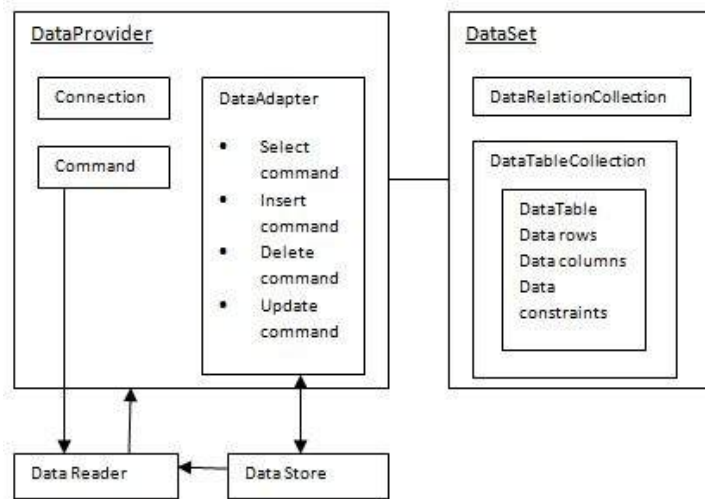 DataProvider
Connection
Command
DataAdapter
• Select
command
• Insert
command
• Delete
command
• Update
command
DataSet
DataRelationCollection
DataTableCollection
DataTable
Data rows
Data columns
Data
constraints
Data Reader
Data Store